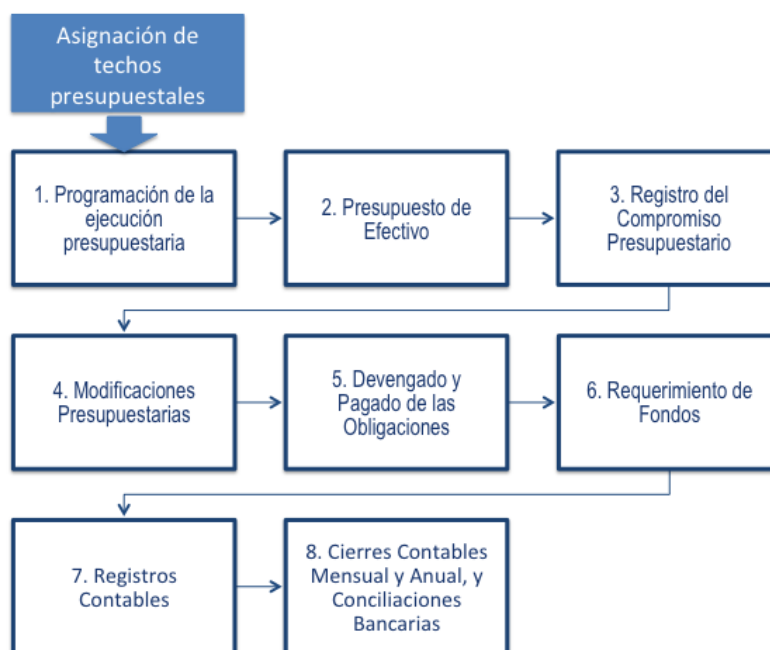 Asignación de
techos
presupuestales
1. Programación de la
ejecución
presupuestaria
2. Presupuesto de
Efectivo
3. Registro del
Compromiso
Presupuestario
4. Modificaciones
Presupuestarias
5. Devengado y
Pagado de las
Obligaciones
6. Requerimiento de
Fondos
7. Registros
Contables
8. Cierres Contables
Mensual y Anual, y
Conciliaciones
Bancarias